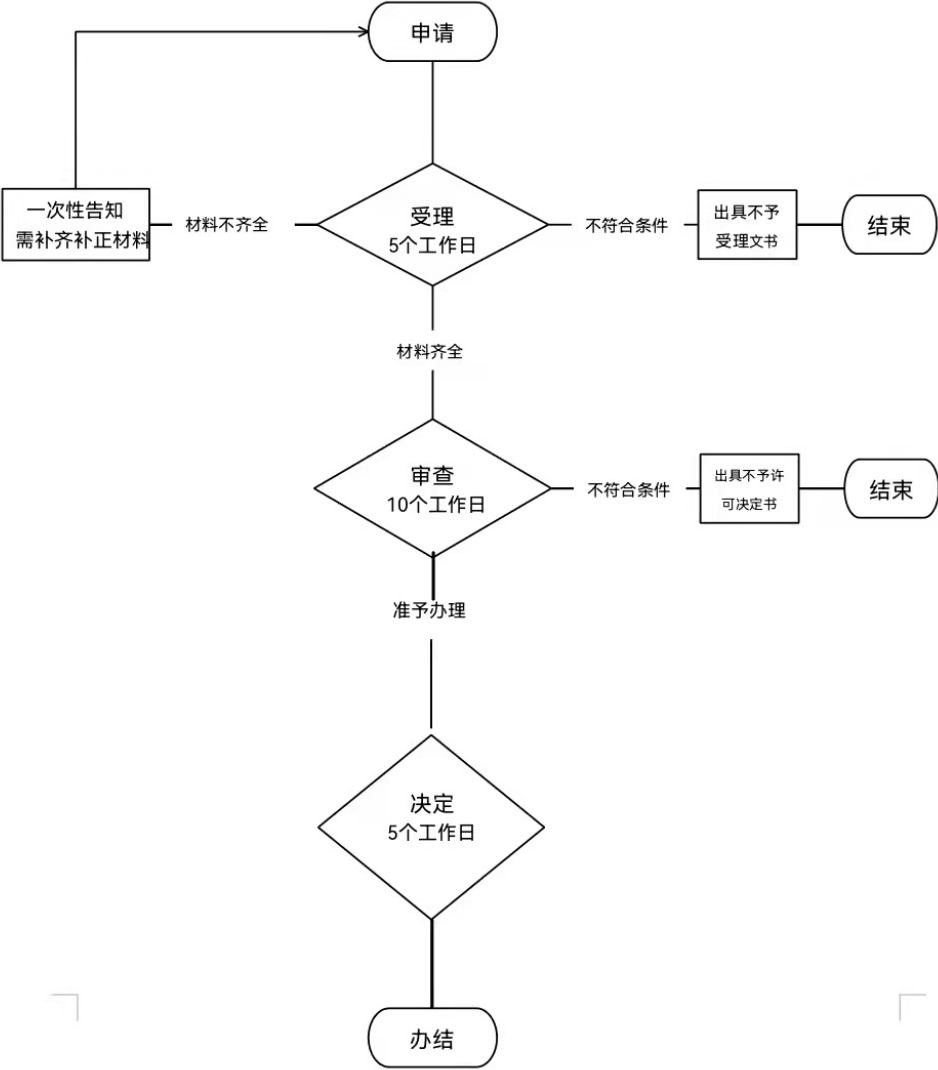 申请
一次性告知
需补齐补正材料
材料不齐全
受理
5个工作日
不符合条件
出具不予
受理文书
结束
材料齐全
审查
10个工作日
不符合条件
出具不予许
可决定书
结束
准予办理
决定
5个工作日
办结